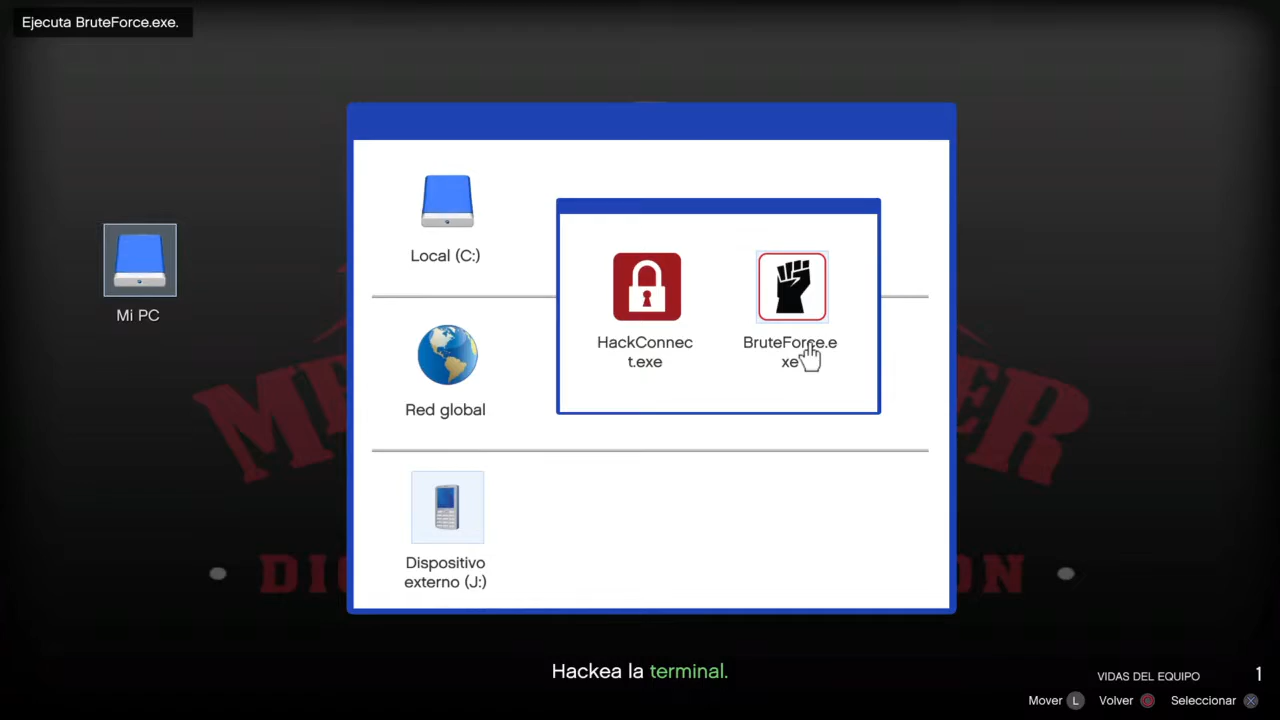 Ejecuta BruteForce.exe.
Mi PC
Local (C:)
HackConnec
t.exe
BruteForce.e
xe
Red global
Dispositivo
externo (J:)
Hackea la terminal.
VIDAS DEL EQUIPO 1
Mover L Volver Seleccionar